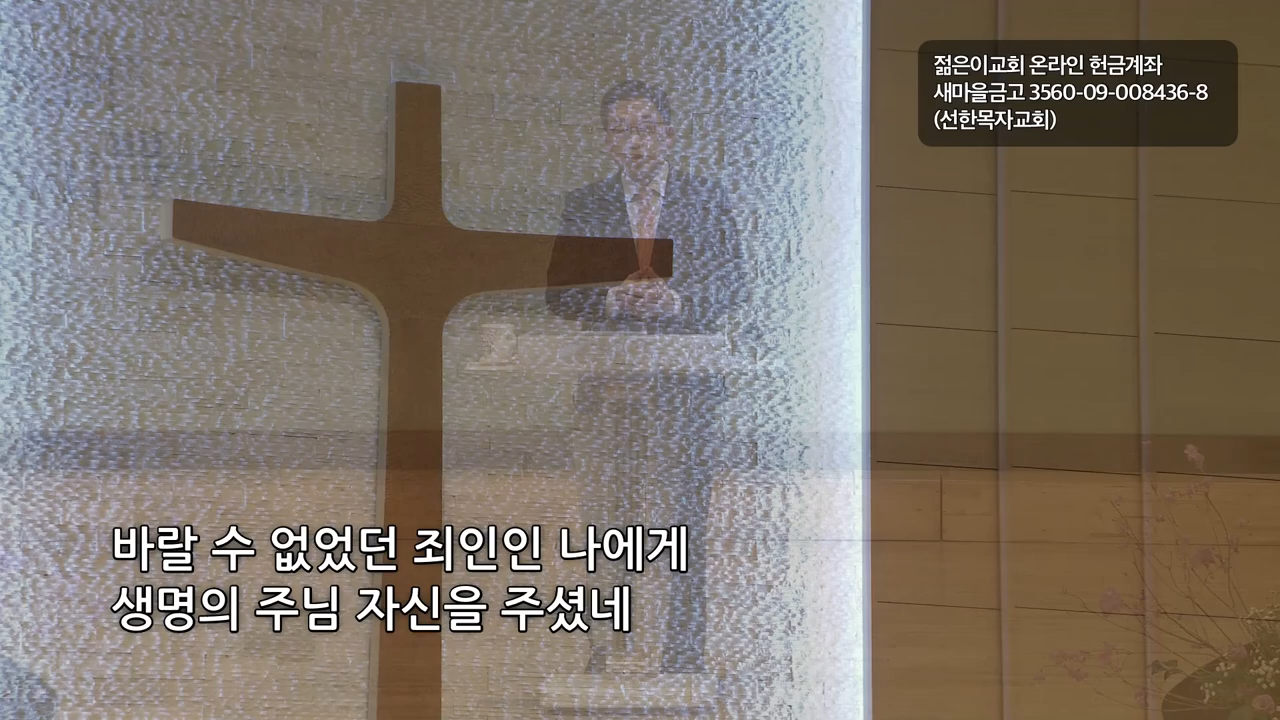 젊은이교회 온라인 헌금계좌
새마을금고 3560-09-008436-8
(선한목자교회)
바랄 수 없었던 죄인인 나에게
생명의 주님 자신을 주셨네